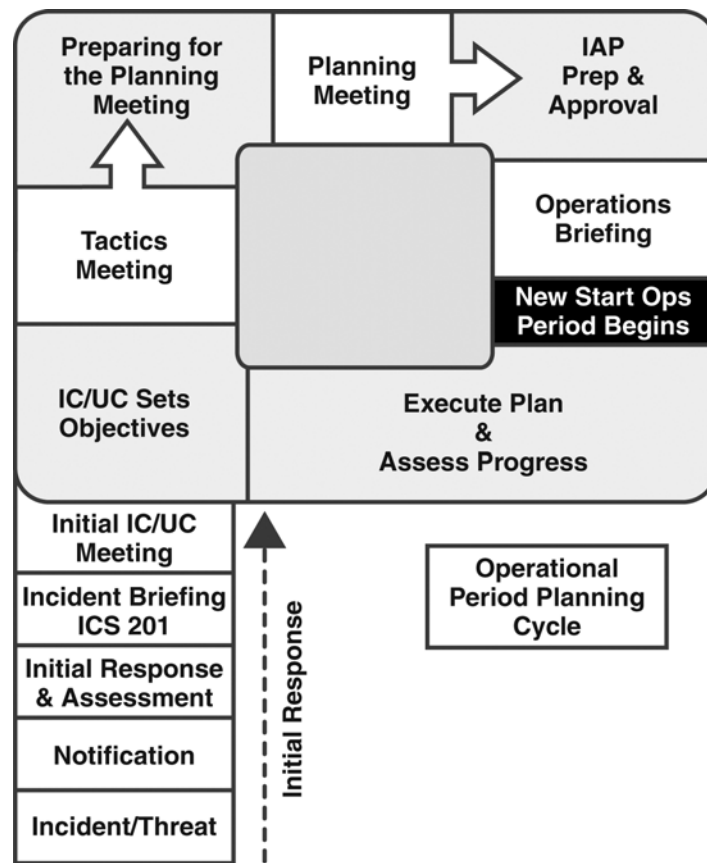 Preparing for
the Planning
Meeting
Planning
Meeting
IAP
Prep &
Approval
Tactics
Meeting
Operations
Briefing
New Start Ops
Period Begins
IC/UC Sets
Objectives
Execute Plan
&
Assess Progress
Initial IC/UC
Meeting
Incident Briefing
ICS 201
Initial Response
& Assessment
Notification
Incident/Threat
Initial Response
Operational
Period Planning
Cycle